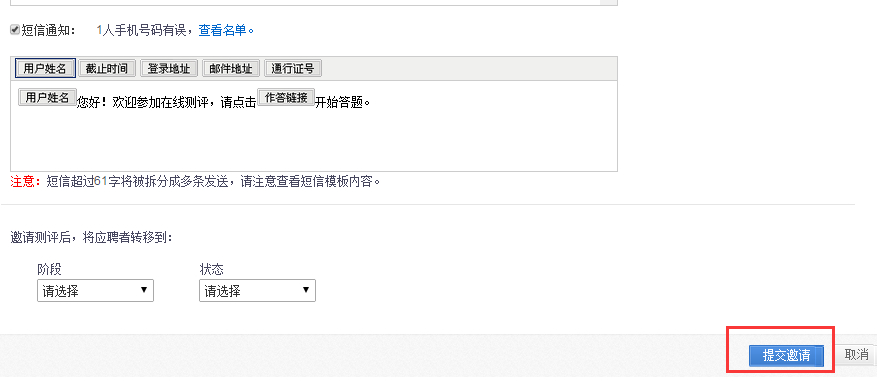 短信通知： 1人手机号码有误，查看名单。
用户姓名 截止时间 登录地址 邮件地址 通行证号
用户姓名 您好！欢迎参加在线测评，请点击 作答链接 开始答题。
注意：短信超过61字将被拆分成多条发送，请注意查看短信模板内容。
邀请测评后，将应聘者转移到：
阶段 状态
请选择 请选择
提交邀请 取消